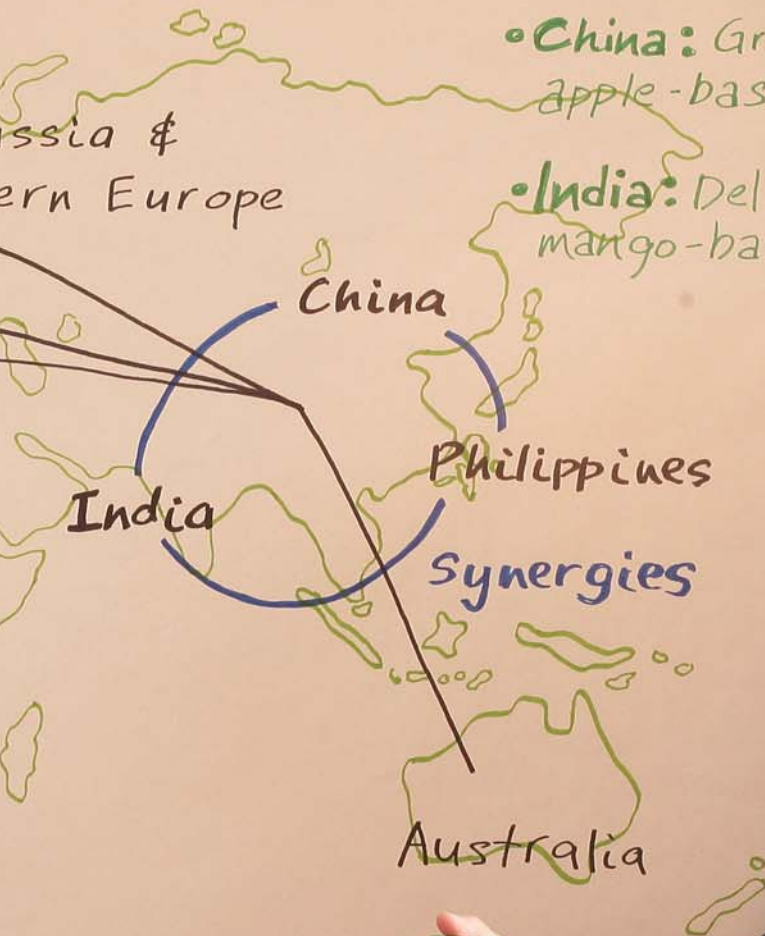 • China: Gr
apple-bas
• India: Del
mango-ba
ssia &
ern Europe
China
Philippines
India
Synergies
Australia